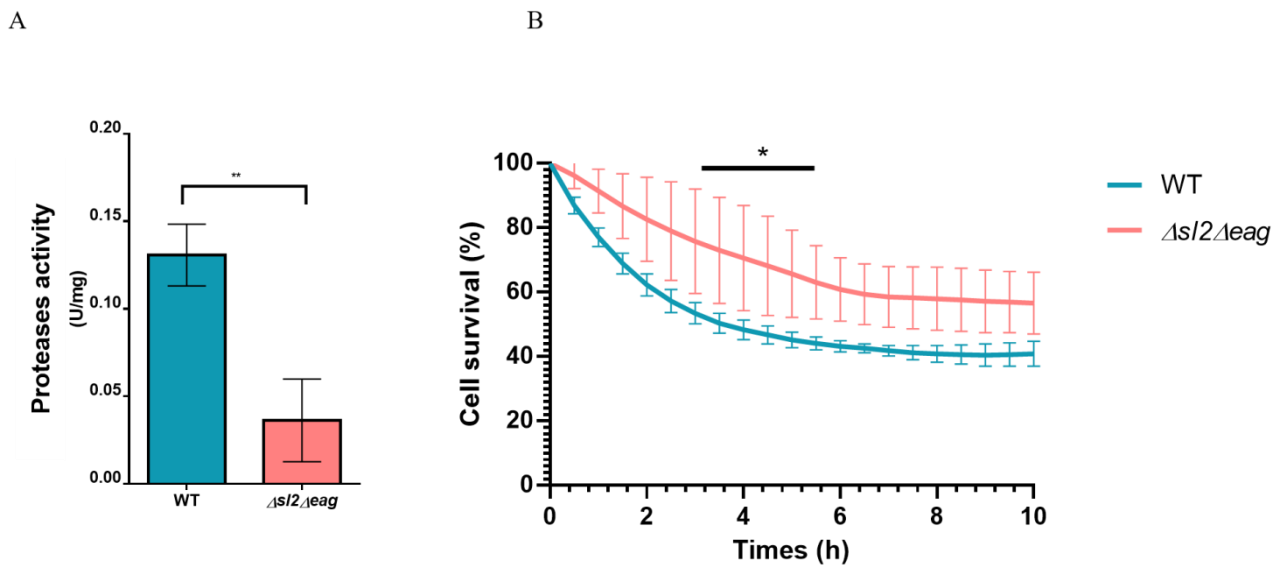 A
B
Proteases activity
(U/mg)
0.20
0.15
0.10
0.05
0.00
**
WT
Δsl2Δeag
Cell survival (%)
100
80
60
40
20
0
*
0 2 4 6 8 10
Times (h)
WT
Δsl2Δeag